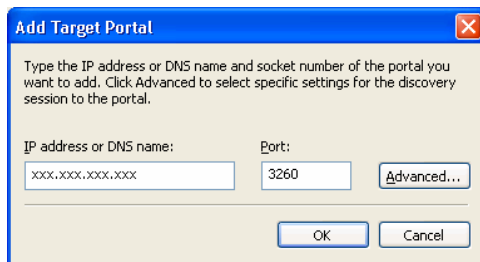 Add Target Portal
Type the IP address or DNS name and socket number of the portal you
want to add. Click Advanced to select specific settings for the discovery
session to the portal.
IP address or DNS name:
Port:
xxx.xxx.xxx.xxx
3260
Advanced...
OK
Cancel